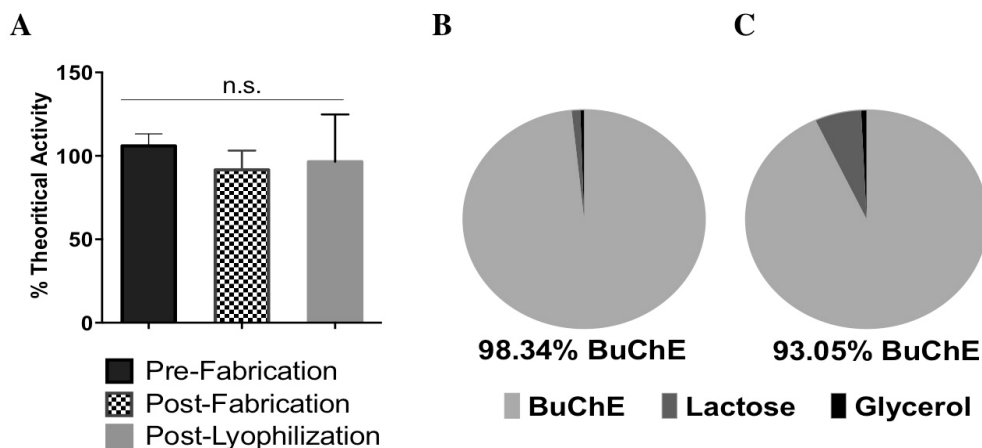 A
B
C
n.s.
150
100
50
0
% Theoritical Activity
Pre-Fabrication
Post-Fabrication
Post-Lyophilization
98.34% BuChE
93.05% BuChE
BuChE Lactose Glycerol